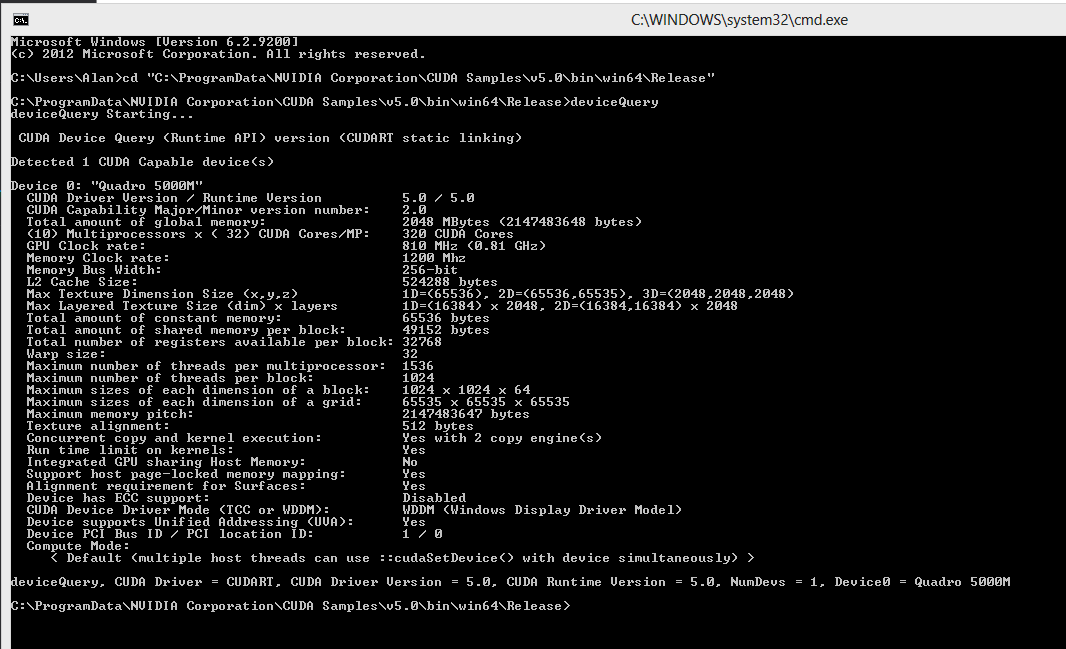 C:\WINDOWS\system32\cmd.exe
Microsoft Windows [Version 6.2.9200]
(c) 2012 Microsoft Corporation. All rights reserved.
C:\Users\Alan>cd "C:\ProgramData\NVIDIA Corporation\CUDA Samples\v5.0\bin\win64\Release"
C:\ProgramData\NVIDIA Corporation\CUDA Samples\v5.0\bin\win64\Release>deviceQuery
deviceQuery Starting...
CUDA Device Query (Runtime API) version (CUDART static linking)
Detected 1 CUDA Capable device(s)
Device 0: "Quadro 5000M"
CUDA Driver Version / Runtime Version 5.0 / 5.0
CUDA Capability Major/Minor version number: 2.0
Total amount of global memory: 2048 MBytes (2147483648 bytes)
(10) Multiprocessors x ( 32) CUDA Cores/MP: 320 CUDA Cores
GPU Clock rate: 810 MHz (0.81 GHz)
Memory Clock rate: 1200 Mhz
Memory Bus Width: 256-bit
L2 Cache Size: 524288 bytes
Max Texture Dimension Size (x,y,z) 1D=(65536), 2D=(65536,65535), 3D=(2048,2048,2048)
Max Layered Texture Size (dim) x layers 1D=(16384) x 2048, 2D=(16384,16384) x 2048
Total amount of constant memory: 65536 bytes
Total amount of shared memory per block: 49152 bytes
Total number of registers available per block: 32768
Warp size: 32
Maximum number of threads per multiprocessor: 1536
Maximum number of threads per block: 1024
Maximum sizes of each dimension of a block: 1024 x 1024 x 64
Maximum sizes of each dimension of a grid: 65535 x 65535 x 65535
Maximum memory pitch: 2147483647 bytes
Texture alignment: 512 bytes
Concurrent copy and kernel execution: Yes with 2 copy engine(s)
Run time limit on kernels: Yes
Integrated GPU sharing Host Memory: No
Support host page-locked memory mapping: Yes
Alignment requirement for Surfaces: Yes
Device has ECC support: Disabled
CUDA Device Driver Mode (TCC or WDDM): WDDM (Windows Display Driver Model)
Device supports Unified Addressing (UVA): Yes
Device PCI Bus ID / PCI location ID: 1 / 0
Compute Mode:
< Default (multiple host threads can use ::cudaSetDevice() with device simultaneously) >
deviceQuery, CUDA Driver = CUDART, CUDA Driver Version = 5.0, CUDA Runtime Version = 5.0, NumDevs = 1, Device0 = Quadro 5000M
C:\ProgramData\NVIDIA Corporation\CUDA Samples\v5.0\bin\win64\Release>